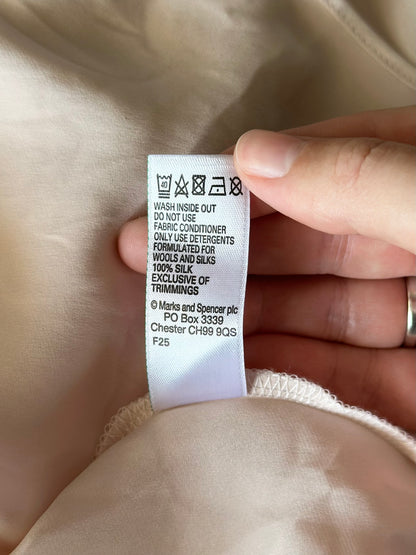 40
WASH INSIDE OUT
DO NOT USE
FABRIC CONDITIONER
ONLY USE DETERGENTS
FORMULATED FOR
WOOLS AND SILKS
100% SILK
EXCLUSIVE OF
TRIMMINGS
© Marks and Spencer plc
PO Box 3339
Chester CH99 9QS
F25